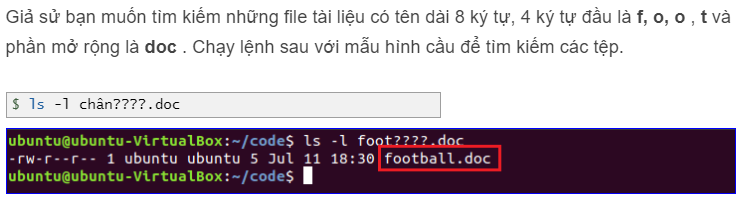 Giả sử bạn muốn tìm kiếm những file tài liệu có tên dài 8 ký tự, 4 ký tự đầu là f, o, o , t và
phần mở rộng là doc . Chạy lệnh sau với mẫu hình cầu để tìm kiếm các tệp.
$ ls -l chân????.doc
ubuntu@ubuntu-VirtualBox:~/code$ ls -l foot????.doc
-rw-r--r-- 1 ubuntu ubuntu 5 Jul 11 18:30 football.doc
ubuntu@ubuntu-VirtualBox:~/code$